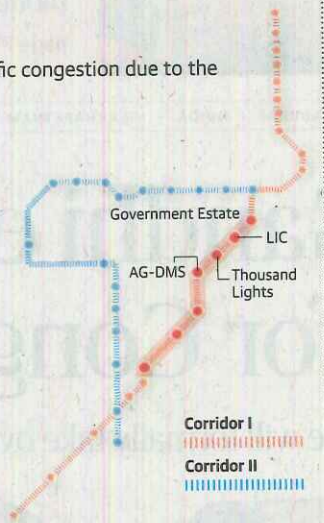 fic congestion due to the
Government Estate
LIC
AG-DMS
Thousand
Lights
Corridor I
Corridor II